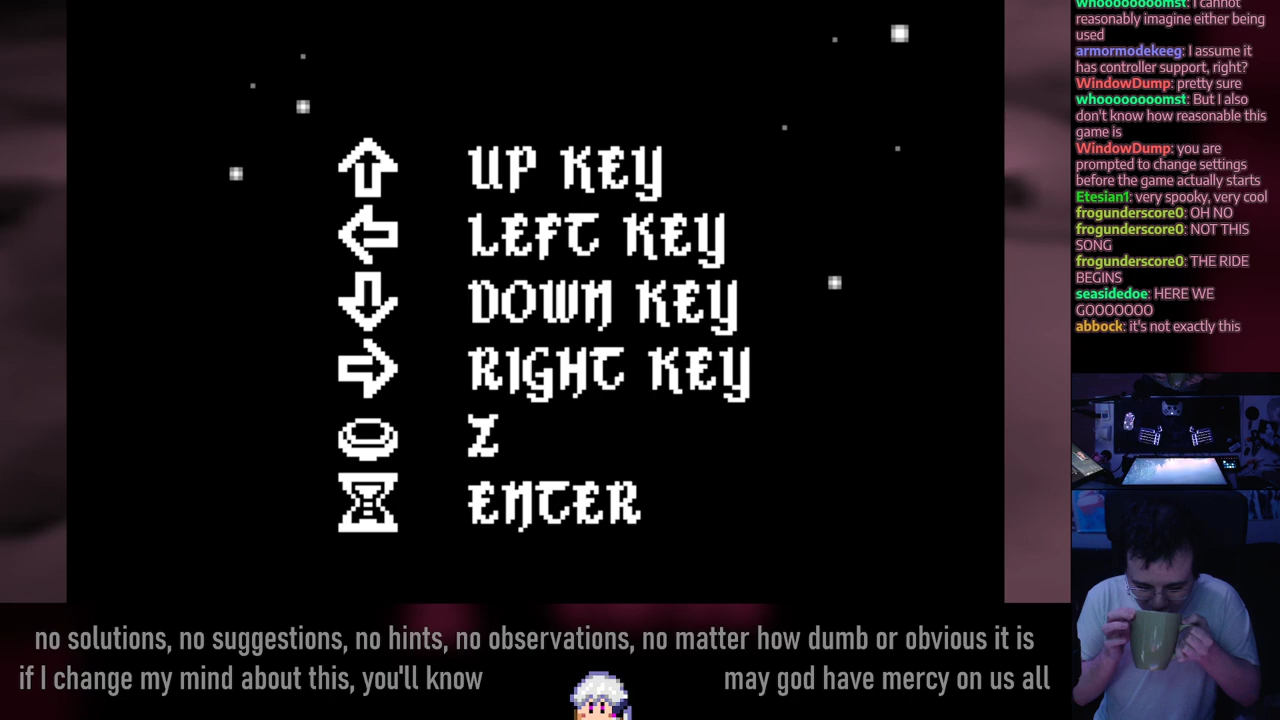 UP KEY
LEFT KEY
DOWN KEY
RIGHT KEY
Z
ENTER
whoooooooomst: I cannot
reasonably imagine either being
used
armormodekeeg: I assume it
has controller support, right?
WindowDump: pretty sure
whoooooooomst: But I also
don't know how reasonable this
game is
WindowDump: you are
prompted to change settings
before the game actually starts
Etesian1: very spooky, very cool
frogunderscore0: OH NO
frogunderscore0: NOT THIS
SONG
frogunderscore0: THE RIDE
BEGINS
seasidedoe: HERE WE
GOOOOOOO
abbock: it's not exactly this
no solutions, no suggestions, no hints, no observations, no matter how dumb or obvious it is
if I change my mind about this, you'll know
may god have mercy on us all